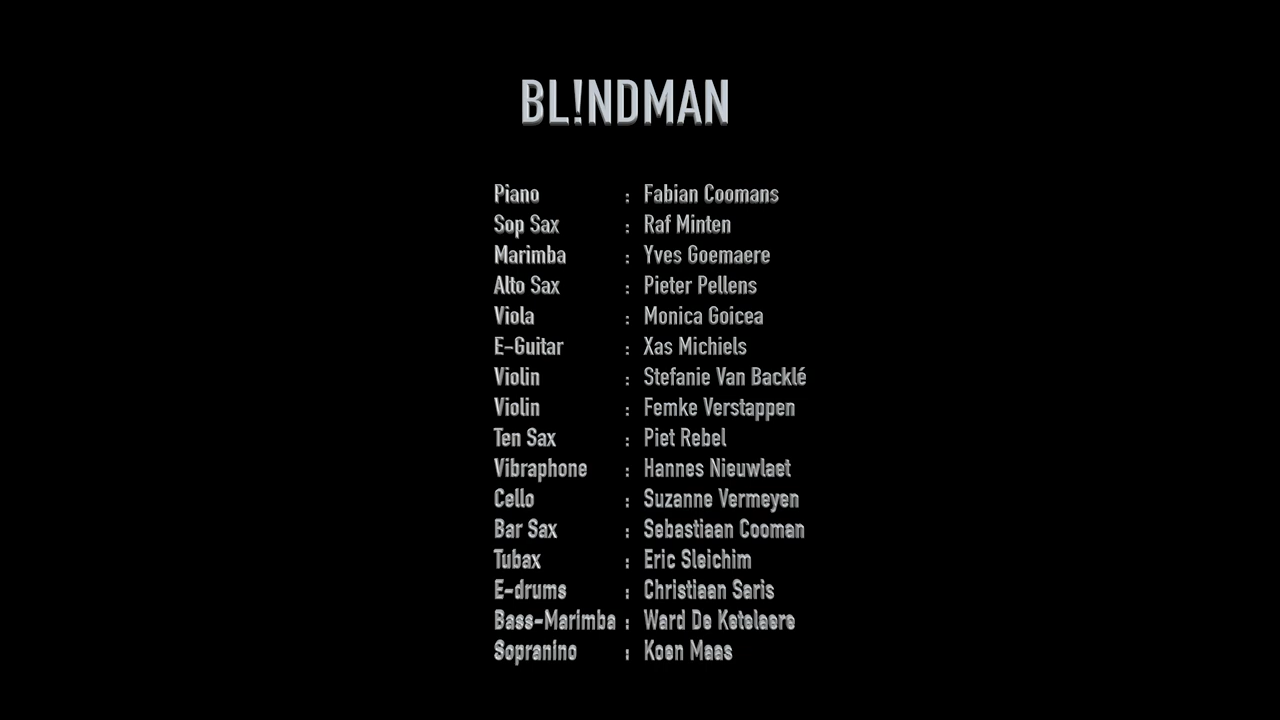 BL!NDMAN
Piano : Fabian Coomans
Sop Sax : Raf Minten
Marimba : Yves Goemaere
Alto Sax : Pieter Pellens
Viola : Monica Goicea
E-Guitar : Xas Michiels
Violin : Stefanie Van Backlé
Violin : Femke Verstappen
Ten Sax : Piet Rebel
Vibraphone : Hannes Nieuwlaet
Cello : Suzanne Vermeyen
Bar Sax : Sebastiaan Cooman
Tubax : Eric Sleichim
E-drums : Christiaan Saris
Bass-Marimba : Ward De Ketelaere
Sopranino : Koen Maas